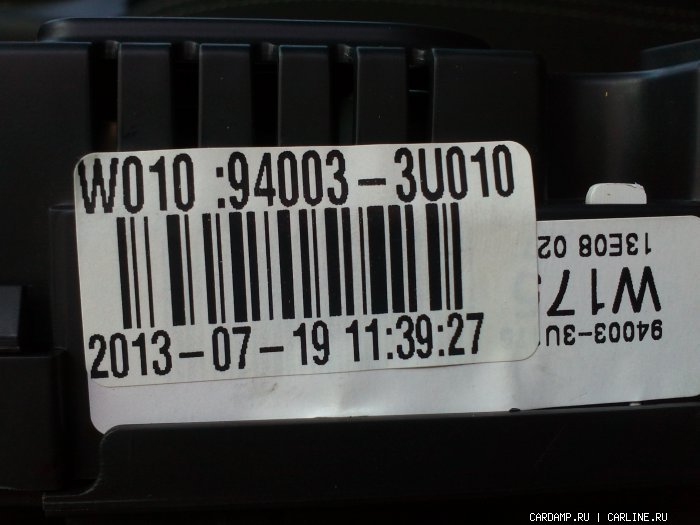 W010 :94003-3U010
2013-07-19 11:39:27
13E08 02
W17
94003-3U
CARDAMP.RU | CARLINE.RU